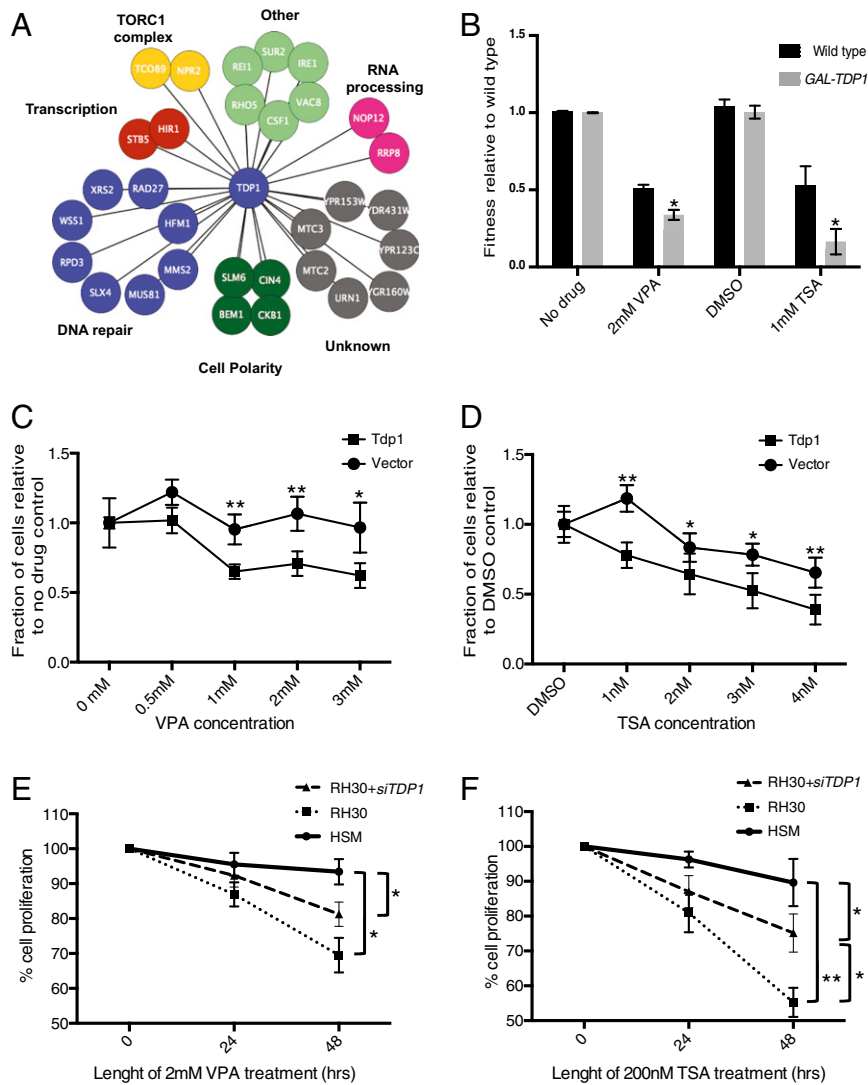 A
TORC1
complex
Other
RNA
processing
Transcription
DNA repair
Cell Polarity
Unknown
TCO89
NPR2
SUR2
REI1
IRE1
RHO5
VAC8
CSF1
NOP12
RRP8
STB5
HIR1
TDP1
XRS2
RAD27
WSS1
HFM1
RPD3
MMS2
SLX4
MUS81
SLM6
CIN4
BEM1
CKB1
YPR153W
YDR431W
MTC3
YPR123C
MTC2
URN1
YGR160W
B
Wild type
GAL-TDP1
Fitness relative to wild type
1.5
1.0
0.5
0.0
*
*
No drug
2mM VPA
DMSO
1mM TSA
C
Tdp1
Vector
Fraction of cells relative
to no drug control
1.5
1.0
0.5
0.0
**
**
*
0 mM
0.5mM
1mM
2mM
3mM
VPA concentration
D
Tdp1
Vector
Fraction of cells relative
to DMSO control
1.5
1.0
0.5
0.0
**
*
*
**
DMSO
1nM
2nM
3nM
4nM
TSA concentration
E
RH30+siTDP1
RH30
HSM
% cell proliferation
110
100
90
80
70
60
50
*
*
0
24
48
Lenght of 2mM VPA treatment (hrs)
F
RH30+siTDP1
RH30
HSM
% cell proliferation
110
100
90
80
70
60
50
*
**
*
0
24
48
Lenght of 200nM TSA treatment (hrs)